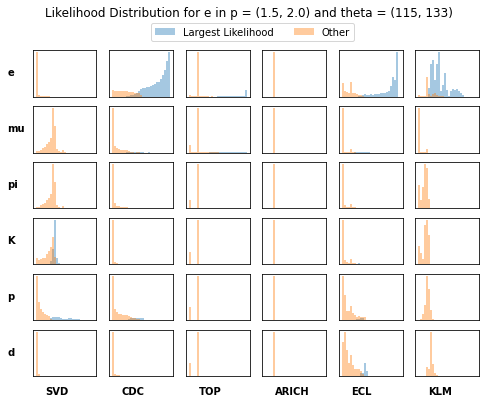 Likelihood Distribution for e in p = (1.5, 2.0) and theta = (115, 133)
Largest Likelihood Other
e
mu
pi
K
p
d
SVD CDC TOP ARICH ECL KLM